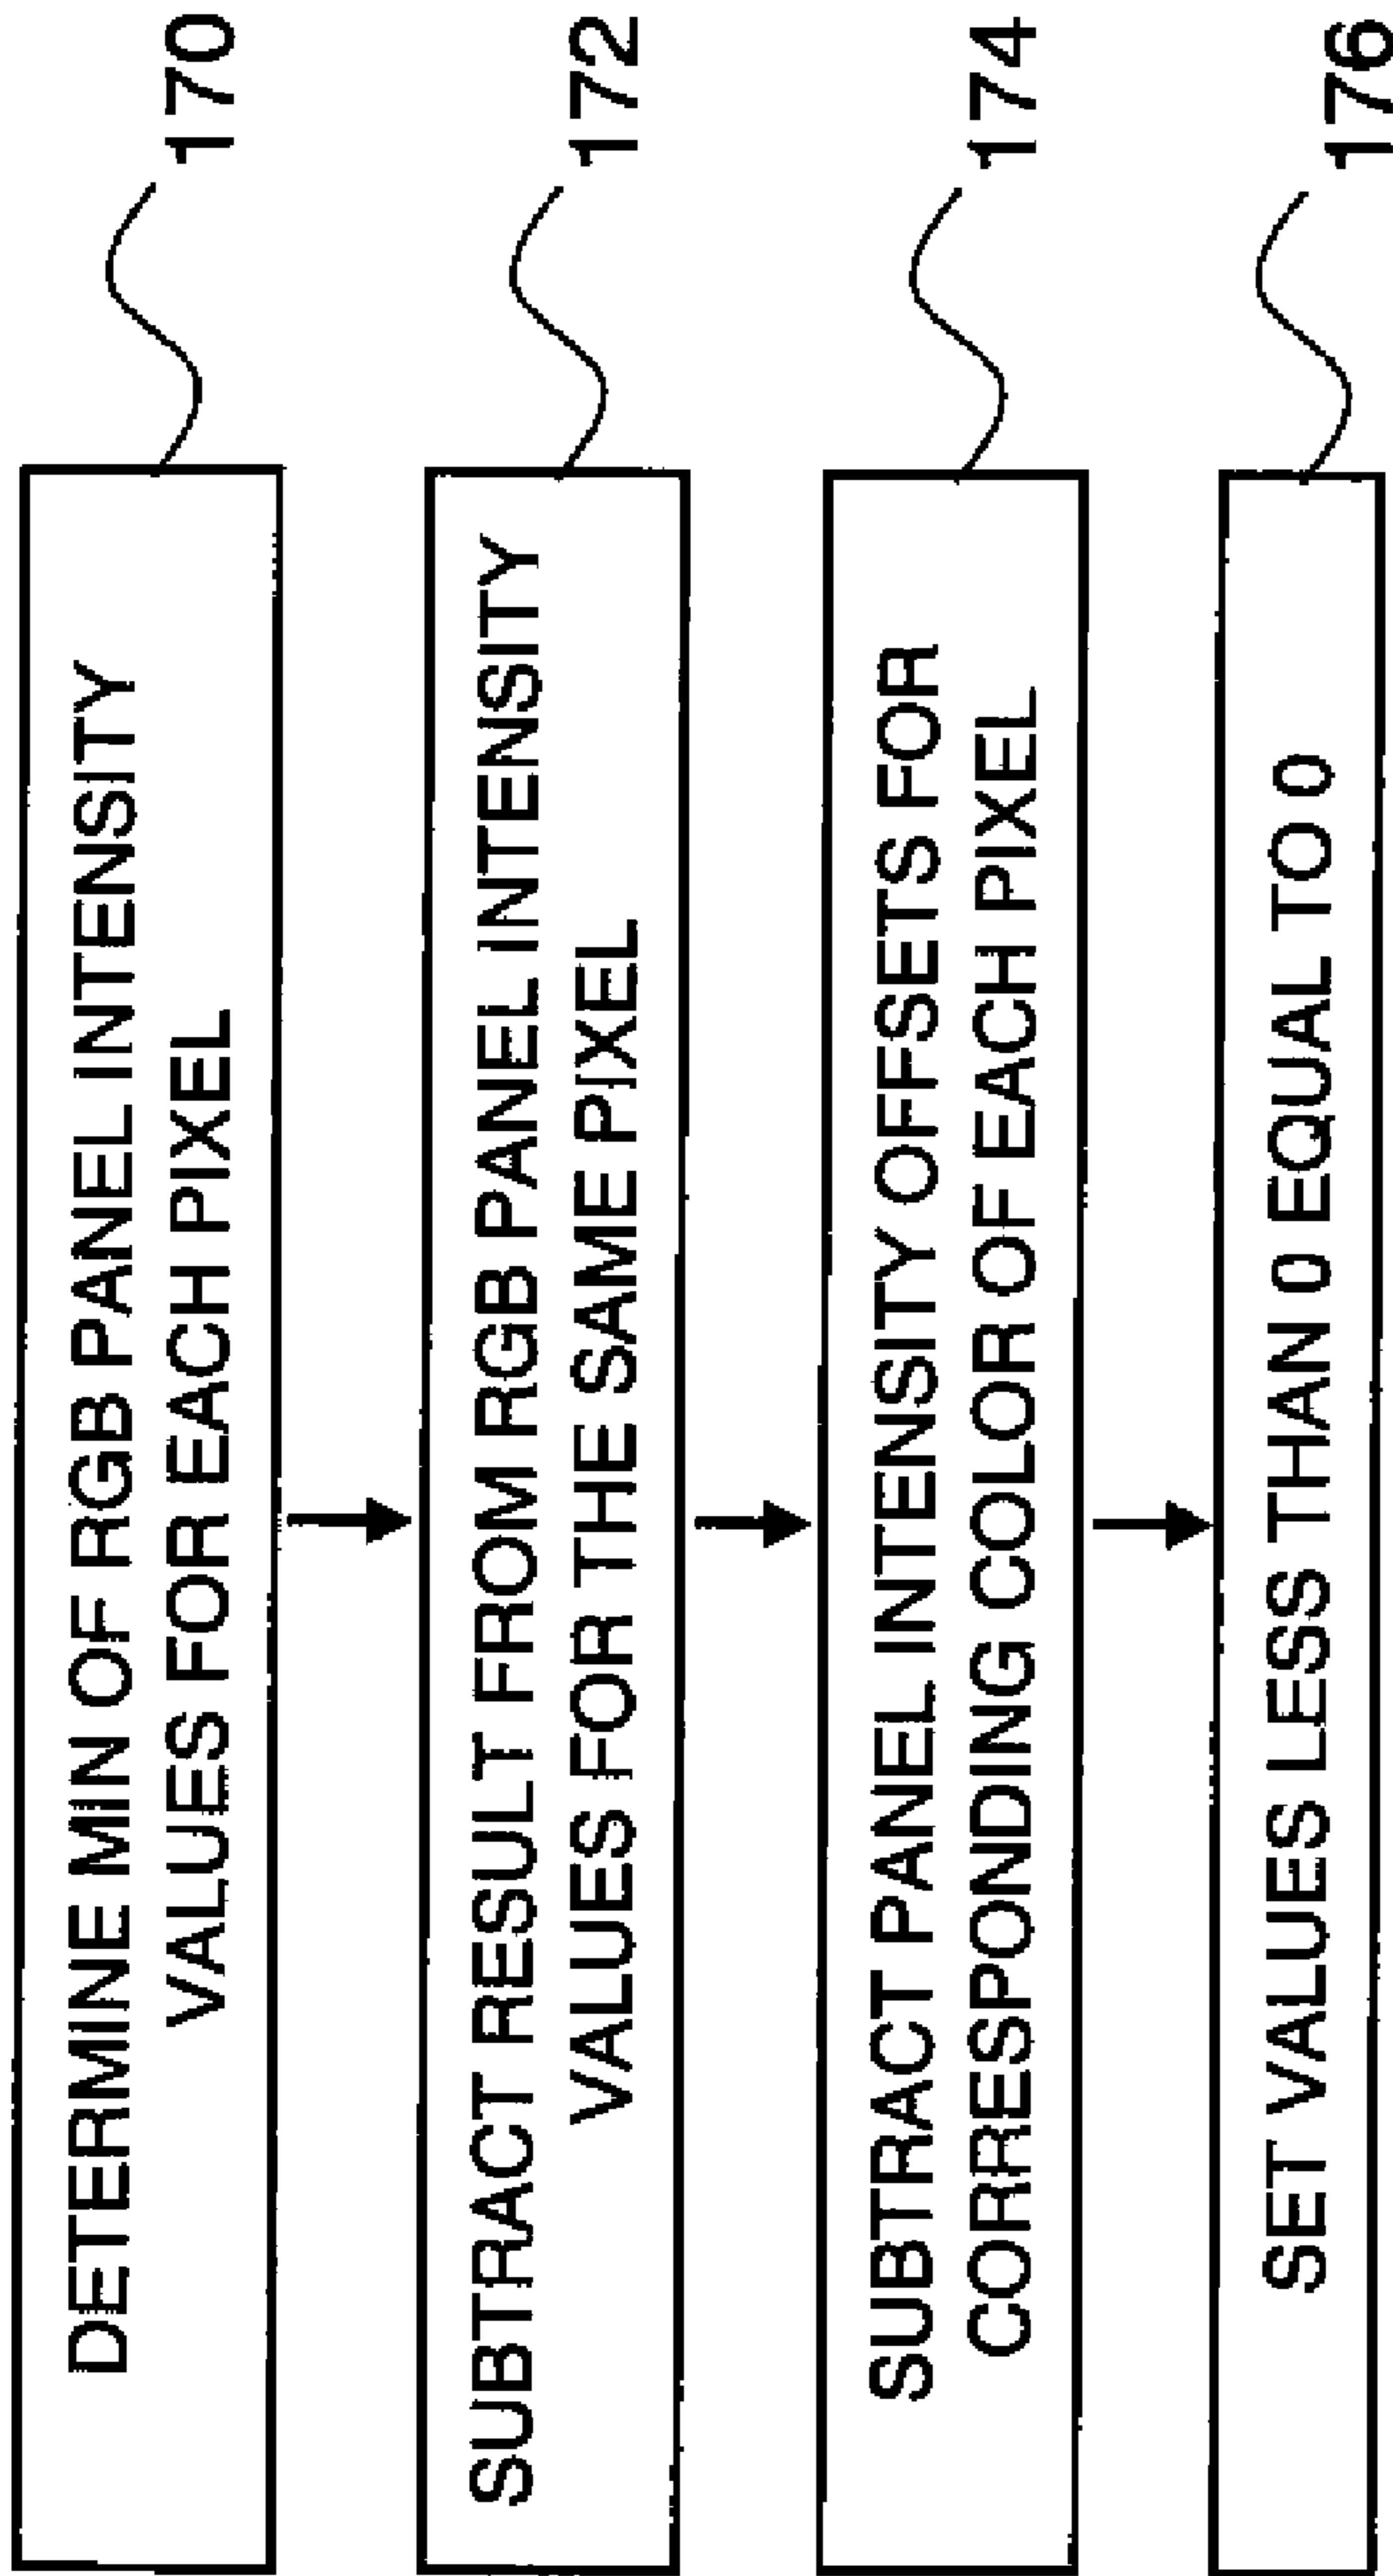 DETERMINE MIN OF RGB PANEL INTENSITY
VALUES FOR EACH PIXEL
170
SUBTRACT RESULT FROM RGB PANEL INTENSITY
VALUES FOR THE SAME PIXEL
172
SUBTRACT PANEL INTENSITY OFFSETS FOR
CORRESPONDING COLOR OF EACH PIXEL
174
SET VALUES LESS THAN 0 EQUAL TO 0
176